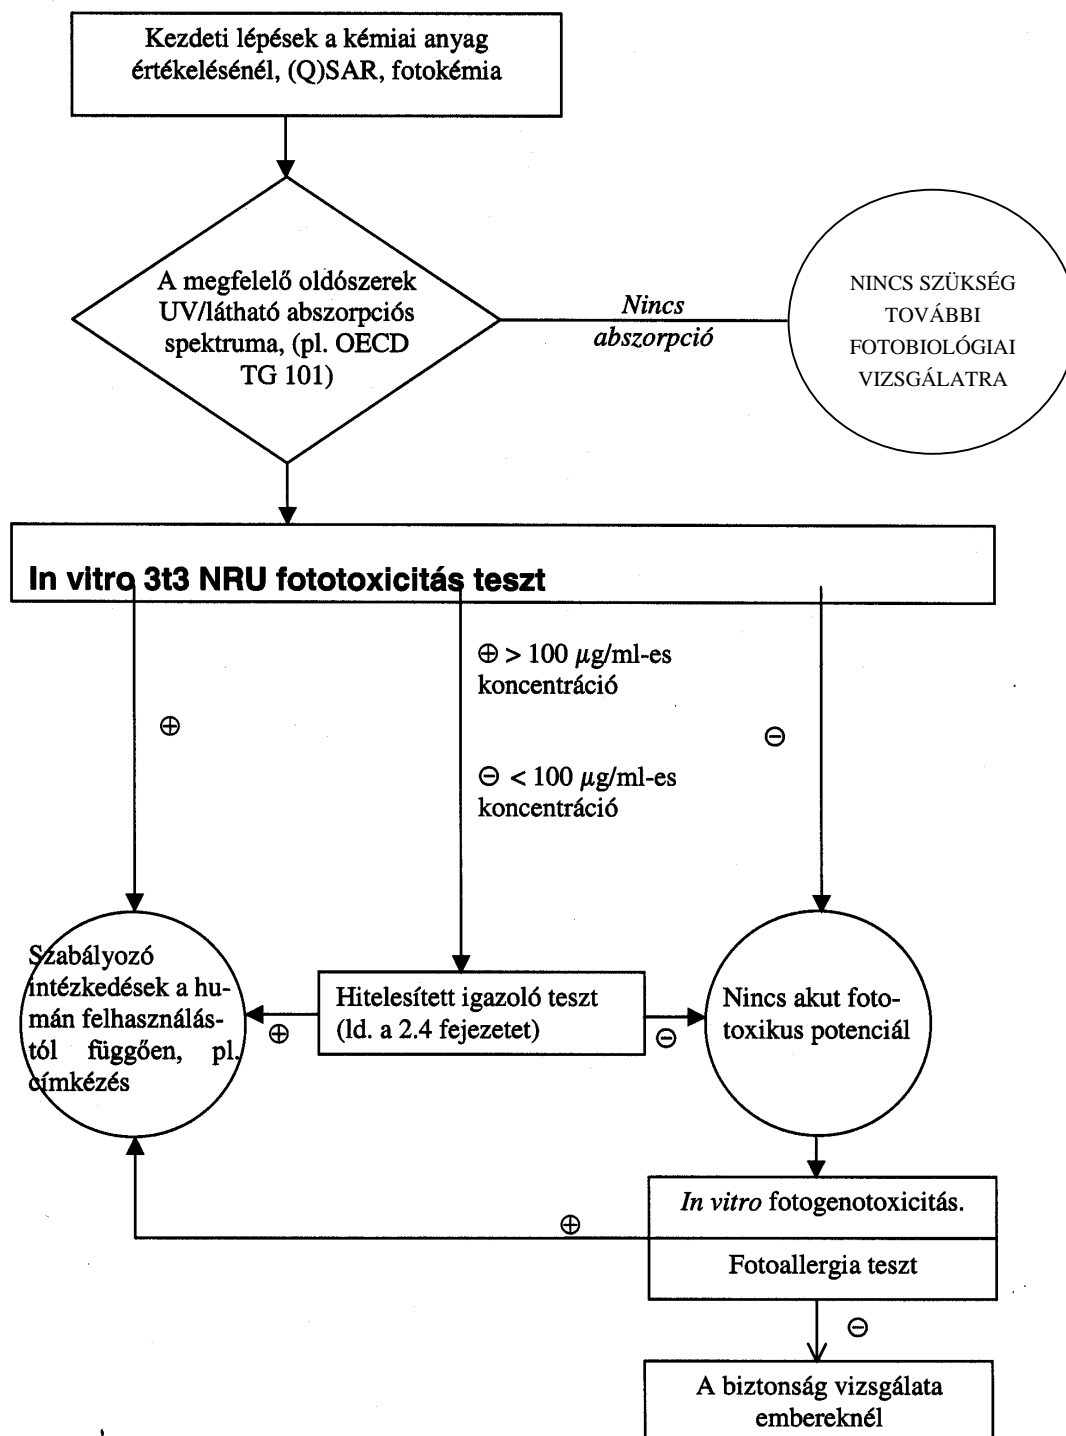 Kezdeti lépések a kémiai anyag
értékelésénél, (Q)SAR, fotokémia
A megfelelő oldószerek
UV/látható abszorpciós
spektruma, (pl. OECD
TG 101)
Nincs
abszorpció
NINCS SZÜKSÉG
TOVÁBBI
FOTOBIOLÓGIAI
VIZSGÁLATRA
In vitro 3t3 NRU fototoxicitás teszt
⊕ > 100 µg/ml-es
koncentráció
⊕
⊖
⊖ < 100 µg/ml-es
koncentráció
Szabályozó
intézkedések a hu-
mán felhasználás-
tól függően, pl.
címkézés
⊕
Hitelesített igazoló teszt
(ld. a 2.4 fejezetet)
⊖
Nincs akut foto-
toxikus potenciál
In vitro fotogenotoxicitás.
⊕
Fotoallergia teszt
⊖
A biztonság vizsgálata
embereknél